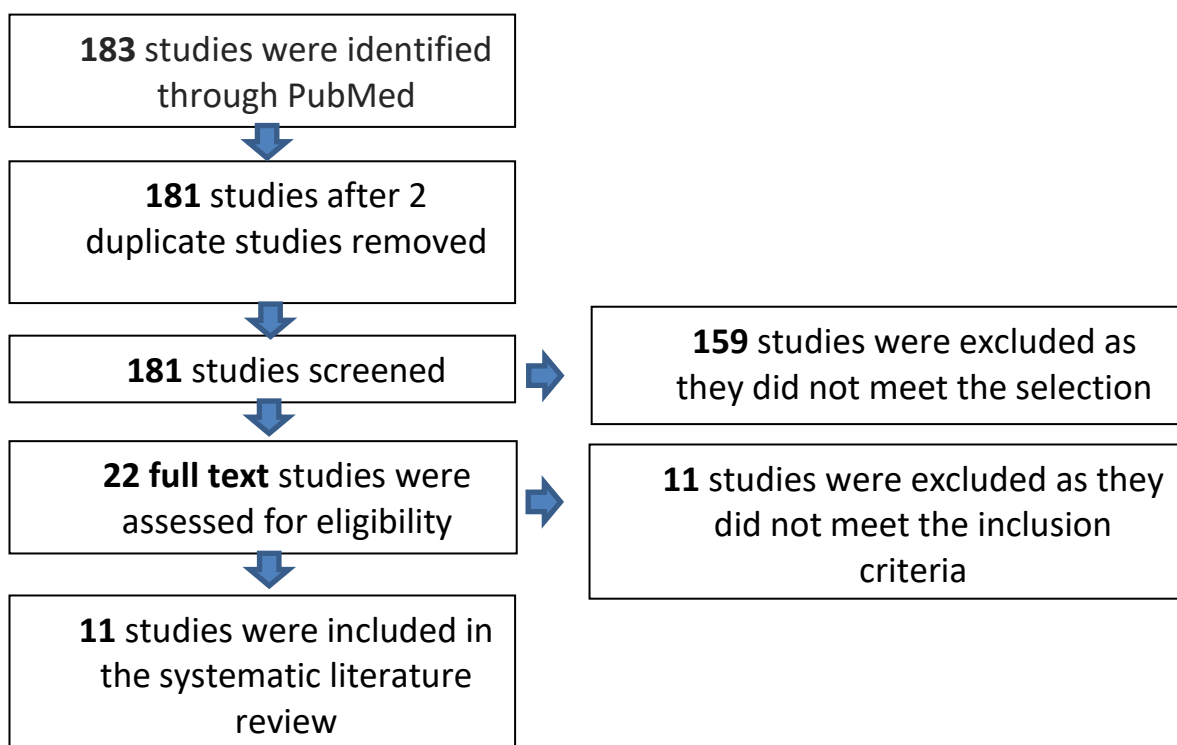 183 studies were identified
through PubMed
181 studies after 2
duplicate studies removed
181 studies screened
159 studies were excluded as
they did not meet the selection
22 full text studies were
assessed for eligibility
11 studies were excluded as they
did not meet the inclusion
criteria
11 studies were included in
the systematic literature
review